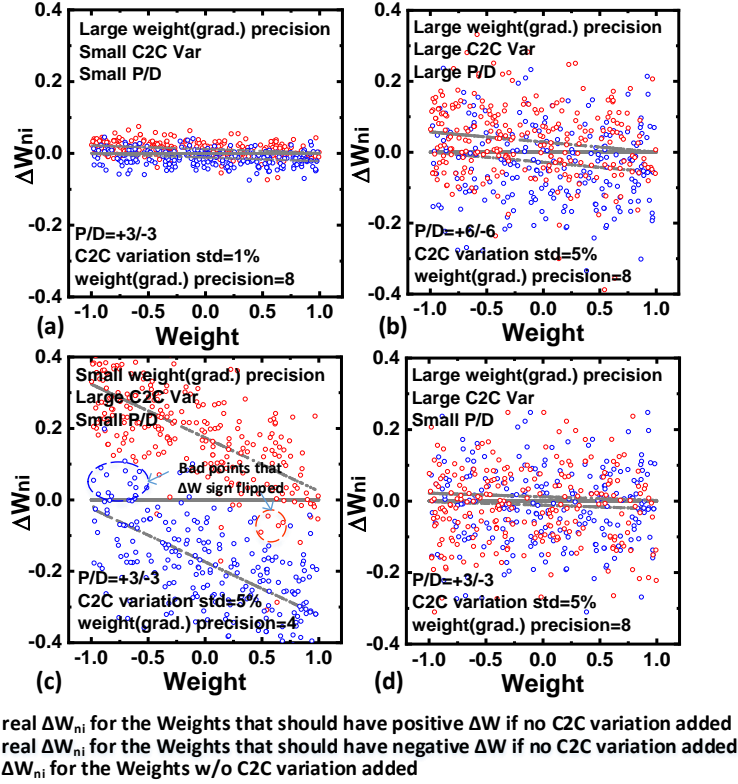 Large weight(grad.) precision
Small C2C Var
Small P/D
0.4
0.2
0.0
-0.2
-0.4
ΔWni
P/D=+3/-3
C2C variation std=1%
weight(grad.) precision=8
-1.0 -0.5 0.0 0.5 1.0
(a)
Weight
Large weight(grad.) precision
Large C2C Var
Large P/D
0.4
0.2
0.0
-0.2
-0.4
ΔWni
P/D=+6/-6
C2C variation std=5%
weight(grad.) precision=8
-1.0 -0.5 0.0 0.5 1.0
(b)
Weight
Small weight(grad.) precision
Large C2C Var
Small P/D
0.4
0.2
0.0
-0.2
-0.4
ΔWni
Bad points that
ΔW sign flipped
P/D=+3/-3
C2C variation std=5%
weight(grad.) precision=4
-1.0 -0.5 0.0 0.5 1.0
(c)
Weight
Large weight(grad.) precision
Large C2C Var
Small P/D
0.4
0.2
0.0
-0.2
-0.4
ΔWni
P/D=+3/-3
C2C variation std=5%
weight(grad.) precision=8
-1.0 -0.5 0.0 0.5 1.0
(d)
Weight
real ΔWni for the Weights that should have positive ΔW if no C2C variation added
real ΔWni for the Weights that should have negative ΔW if no C2C variation added
ΔWni for the Weights w/o C2C variation added